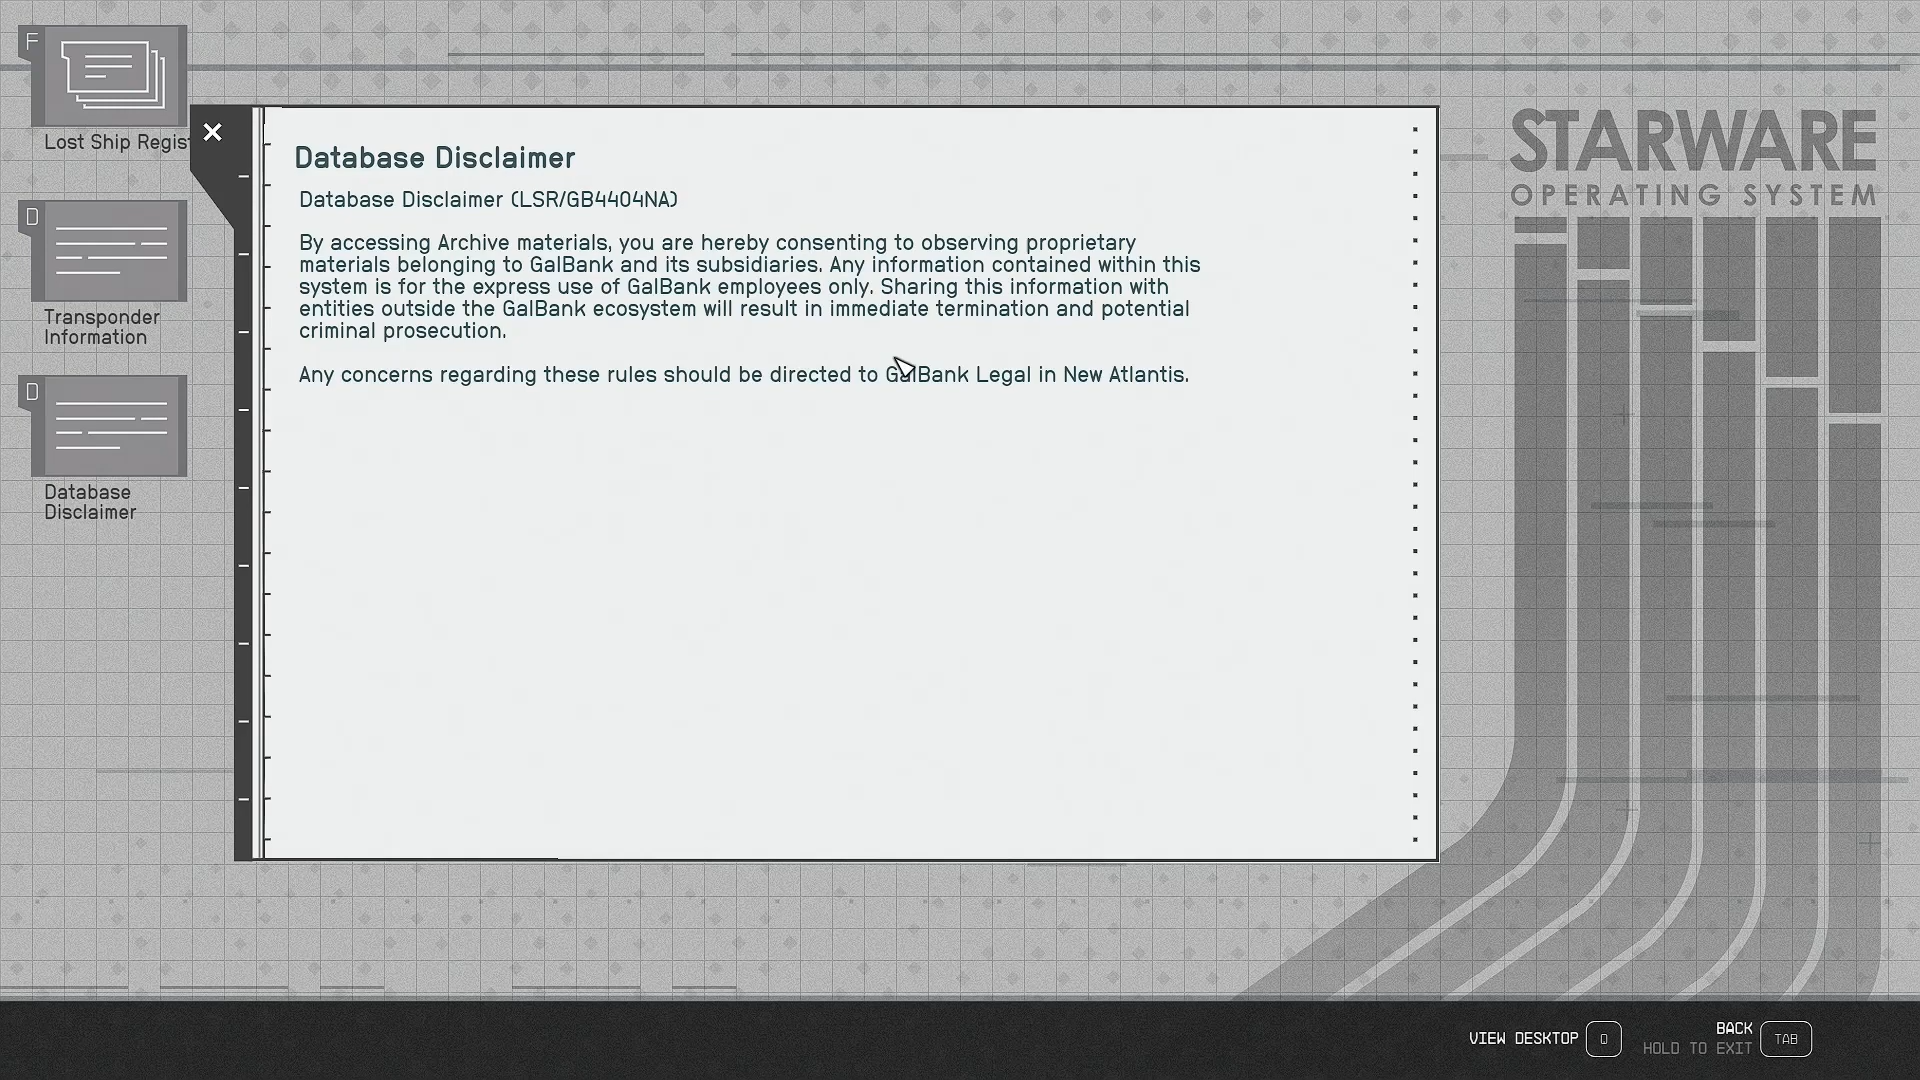 F
Lost Ship Regist
D
Transponder
Information
D
Database
Disclaimer
Database Disclaimer
Database Disclaimer (LSR/GB4404NA)
By accessing Archive materials, you are hereby consenting to observing proprietary
materials belonging to GalBank and its subsidiaries. Any information contained within this
system is for the express use of GalBank employees only. Sharing this information with
entities outside the GalBank ecosystem will result in immediate termination and potential
criminal prosecution.
Any concerns regarding these rules should be directed to GalBank Legal in New Atlantis.
STARWARE
OPERATING SYSTEM
VIEW DESKTOP Q
BACK
HOLD TO EXIT TAB